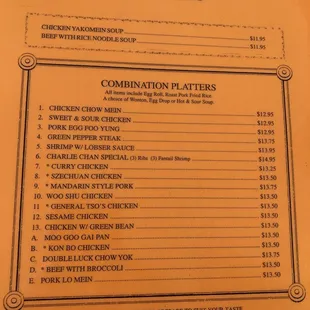 CHICKEN YAKOMEIN SOUP $11.95
BEEF WITH RICE NOODLE SOUP $11.95
COMBINATION PLATTERS
All items include Egg Roll, Roast Pork Fried Rice.
A choice of Wonton, Egg Drop or Hot & Sour Soup.
1. CHICKEN CHOW MEIN $12.95
2. SWEET & SOUR CHICKEN $12.95
3. PORK EGG FOO YUNG $12.95
4. GREEN PEPPER STEAK $13.75
5. SHRIMP W/ LOBSER SAUCE $13.95
6. CHARLIE CHAN SPECIAL (3) Ribs (3) Fantail Shrimp $14.95
7. * CURRY CHICKEN $13.25
8. * SZECHUAN CHICKEN $13.50
9. * MANDARIN STYLE PORK $13.75
10. WOO SHU CHICKEN $13.50
11. * GENERAL TSO'S CHICKEN $13.50
12. SESAME CHICKEN $13.50
13. CHICKEN W/ GREEN BEAN $13.50
A. MOO GOO GAI PAN $13.50
B. * KON BO CHICKEN $13.50
C. DOUBLE LUCK CHOW YOK $13.75
D. * BEEF WITH BROCCOLI $13.50
E. PORK LO MEIN $13.50
YOUR TASTE